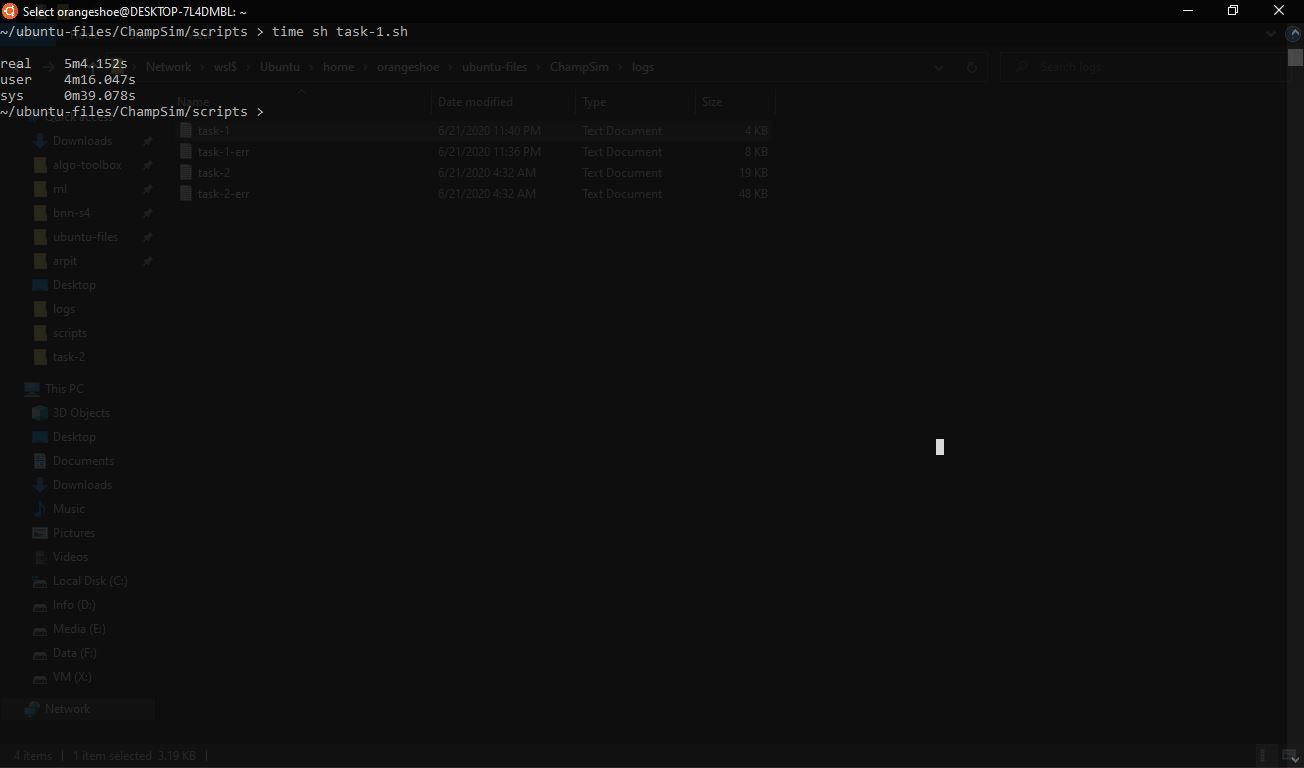 Select orangeshoe@DESKTOP-7L4DMBL: ~
~/ubuntu-files/ChampSim/scripts > time sh task-1.sh
real 5m4.152s
user 4m16.047s
sys 0m39.078s
~/ubuntu-files/ChampSim/scripts >
Network › wsl$ › Ubuntu › home › orangeshoe › ubuntu-files › ChampSim › logs
Search logs
Name Date modified Type Size
task-1 6/21/2020 11:40 PM Text Document 4 KB
task-1-err 6/21/2020 11:36 PM Text Document 8 KB
task-2 6/21/2020 4:32 AM Text Document 19 KB
task-2-err 6/21/2020 4:32 AM Text Document 48 KB
Quick access
Downloads
algo-toolbox
ml
bnn-s4
ubuntu-files
arpit
Desktop
logs
scripts
task-2
This PC
3D Objects
Desktop
Documents
Downloads
Music
Pictures
Videos
Local Disk (C:)
Info (D:)
Media (E:)
Data (F:)
VM (X:)
Network
4 items | 1 item selected 3.19 KB |